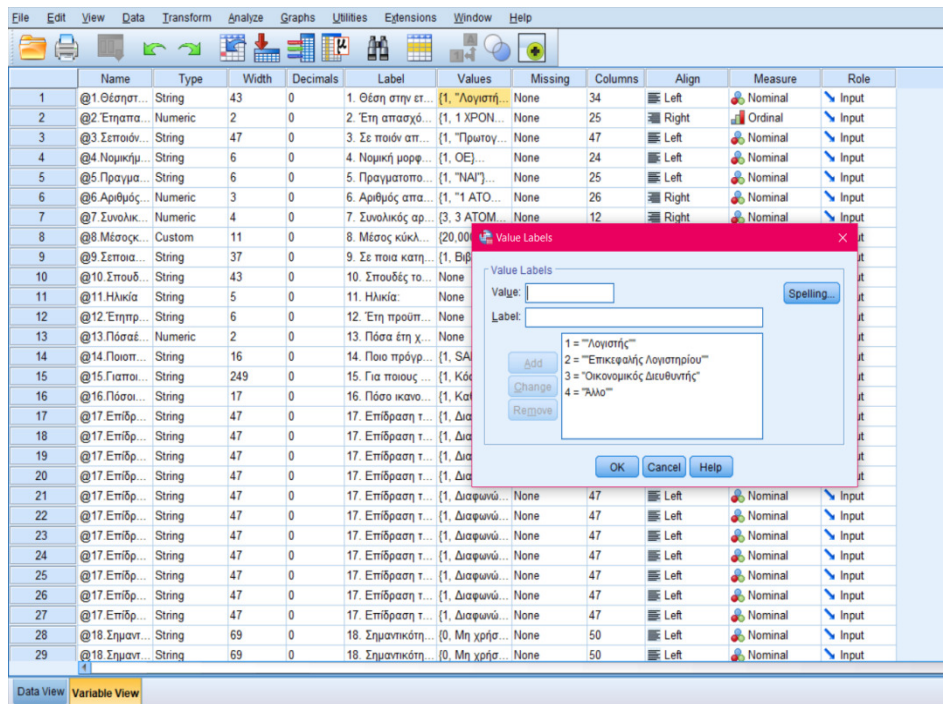 File Edit View Data Transform Analyze Graphs Utilities Extensions Window Help
Name Type Width Decimals Label Values Missing Columns Align Measure Role
1 @1.Θέσηστ... String 43 0 1. Θέση στην ετ... {1, "Λογιστή... None 34 Left Nominal Input
2 @2.Έτηαπα... Numeric 2 0 2. Έτη απασχό... {1, 1 ΧΡΟΝ... None 25 Right Ordinal Input
3 @3.Σεποιόν... String 47 0 3. Σε ποιόν απ... {1, "Πρωτογ... None 47 Left Nominal Input
4 @4.Νομικήμ... String 6 0 4. Νομική μορφ... {1, ΟΕ}... None 24 Left Nominal Input
5 @5.Πραγμα... String 6 0 5. Πραγματοπο... {1, "ΝΑΙ"}... None 25 Left Nominal Input
6 @6.Αριθμός... Numeric 3 0 6. Αριθμός απα... {1, "1 ΑΤΟ... None 26 Right Nominal Input
7 @7.Συνολικ... Numeric 4 0 7. Συνολικός αρ... {3, 3 ΑΤΟΜ... None 12 Right Nominal Input
8 @8.Μέσοςκ... Custom 11 0 8. Μέσος κύκλ... {20,00
9 @9.Σεποια... String 37 0 9. Σε ποια κατη... {1, Βιβ
10 @10.Σπουδ... String 43 0 10. Σπουδές το... None
11 @11.Ηλικία String 5 0 11. Ηλικία: None
12 @12.Έτηπρ... String 6 0 12. Έτη προϋπ... None
13 @13.Πόσαέ... Numeric 2 0 13. Πόσα έτη χ... None
14 @14.Ποιοπ... String 16 0 14. Ποιο πρόγρ... {1, SA
15 @15.Γιαποι... String 249 0 15. Για ποιους ... {1, Κό
16 @16.Πόσοι... String 17 0 16. Πόσο ικανο... {1, Κα
17 @17.Επίδρ... String 47 0 17. Επίδραση τ... {1, Δια
18 @17.Επίδρ... String 47 0 17. Επίδραση τ... {1, Δια
19 @17.Επίδρ... String 47 0 17. Επίδραση τ... {1, Δια
20 @17.Επίδρ... String 47 0 17. Επίδραση τ... {1, Δια
21 @17.Επίδρ... String 47 0 17. Επίδραση τ... {1, Διαφωνώ... None 47 Left Nominal Input
22 @17.Επίδρ... String 47 0 17. Επίδραση τ... {1, Διαφωνώ... None 47 Left Nominal Input
23 @17.Επίδρ... String 47 0 17. Επίδραση τ... {1, Διαφωνώ... None 47 Left Nominal Input
24 @17.Επίδρ... String 47 0 17. Επίδραση τ... {1, Διαφωνώ... None 47 Left Nominal Input
25 @17.Επίδρ... String 47 0 17. Επίδραση τ... {1, Διαφωνώ... None 47 Left Nominal Input
26 @17.Επίδρ... String 47 0 17. Επίδραση τ... {1, Διαφωνώ... None 47 Left Nominal Input
27 @17.Επίδρ... String 47 0 17. Επίδραση τ... {1, Διαφωνώ... None 47 Left Nominal Input
28 @18.Σημαντ... String 69 0 18. Σημαντικότη... {0, Μη χρήσ... None 50 Left Nominal Input
29 @18.Σημαντ... String 69 0 18. Σημαντικότη... {0, Μη χρήσ... None 50 Left Nominal Input
Value Labels
Value Labels
Value: Spelling...
Label:
Add
Change
Remove
1 = ""Λογιστής""
2 = ""Επικεφαλής Λογιστηρίου""
3 = "Οικονομικός Διευθυντής"
4 = "Άλλο""
OK Cancel Help
Data View Variable View